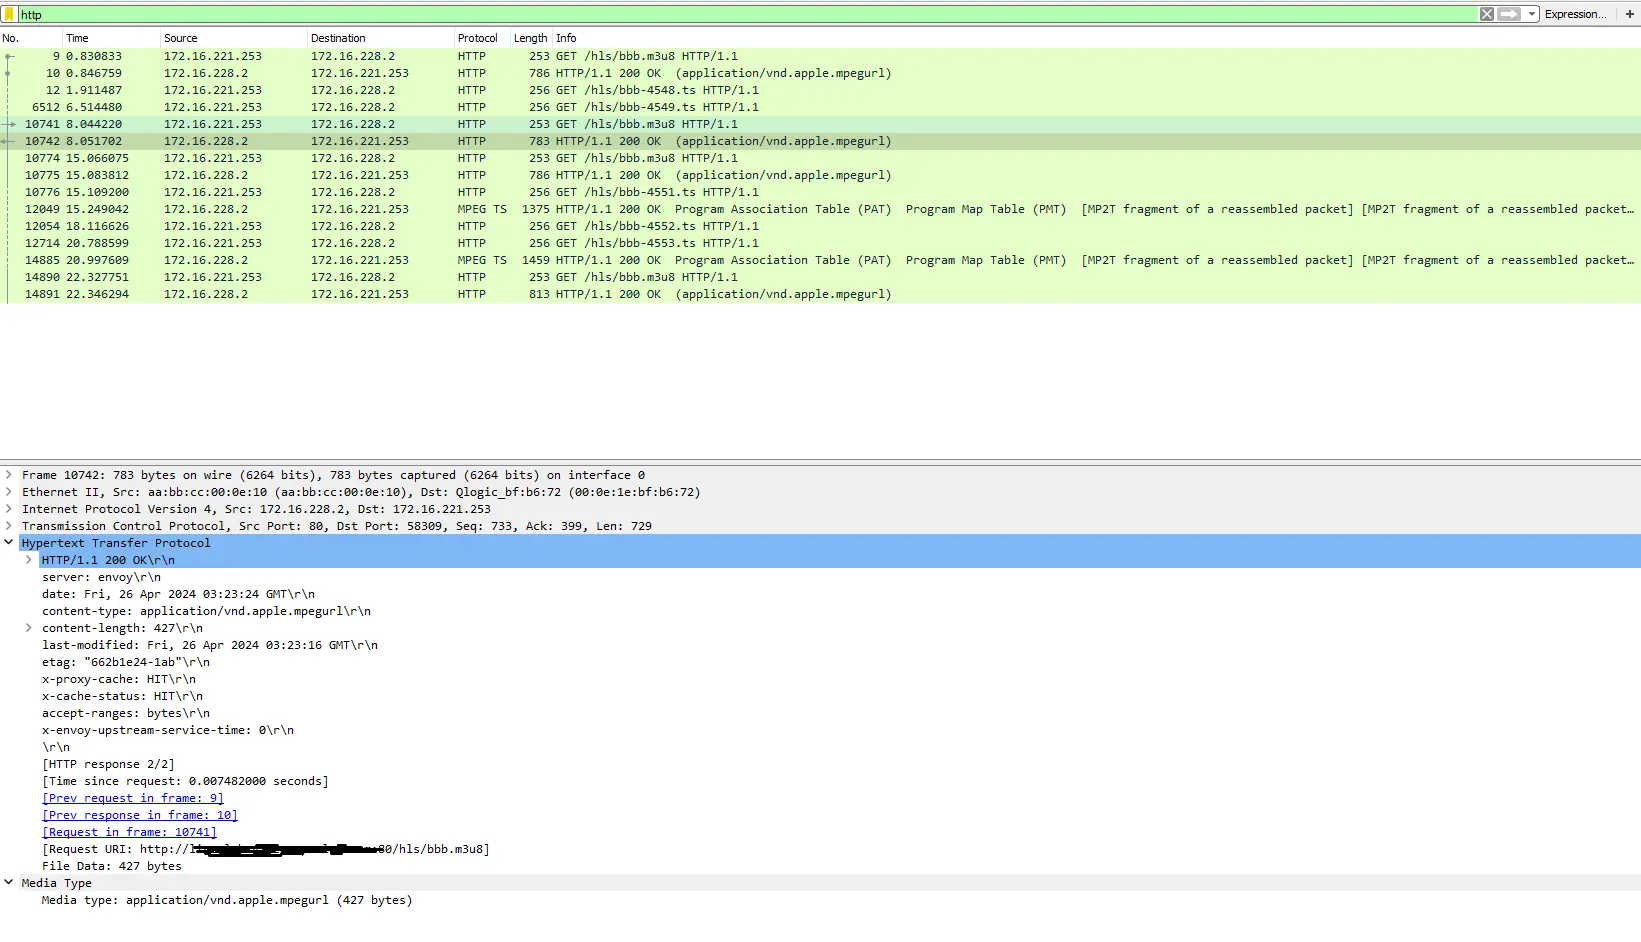 http Expression... +
No. Time Source Destination Protocol Length Info
9 0.830833 172.16.221.253 172.16.228.2 HTTP 253 GET /hls/bbb.m3u8 HTTP/1.1
10 0.846759 172.16.228.2 172.16.221.253 HTTP 786 HTTP/1.1 200 OK (application/vnd.apple.mpegurl)
12 1.911487 172.16.221.253 172.16.228.2 HTTP 256 GET /hls/bbb-4548.ts HTTP/1.1
6512 6.514480 172.16.221.253 172.16.228.2 HTTP 256 GET /hls/bbb-4549.ts HTTP/1.1
10741 8.044220 172.16.221.253 172.16.228.2 HTTP 253 GET /hls/bbb.m3u8 HTTP/1.1
10742 8.051702 172.16.228.2 172.16.221.253 HTTP 783 HTTP/1.1 200 OK (application/vnd.apple.mpegurl)
10774 15.066075 172.16.221.253 172.16.228.2 HTTP 253 GET /hls/bbb.m3u8 HTTP/1.1
10775 15.083812 172.16.228.2 172.16.221.253 HTTP 786 HTTP/1.1 200 OK (application/vnd.apple.mpegurl)
10776 15.109200 172.16.221.253 172.16.228.2 HTTP 256 GET /hls/bbb-4551.ts HTTP/1.1
12049 15.249042 172.16.228.2 172.16.221.253 MPEG TS 1375 HTTP/1.1 200 OK Program Association Table (PAT) Program Map Table (PMT) [MP2T fragment of a reassembled packet] [MP2T fragment of a reassembled packet…
12054 18.116626 172.16.221.253 172.16.228.2 HTTP 256 GET /hls/bbb-4552.ts HTTP/1.1
12714 20.788599 172.16.221.253 172.16.228.2 HTTP 256 GET /hls/bbb-4553.ts HTTP/1.1
14885 20.997609 172.16.228.2 172.16.221.253 MPEG TS 1459 HTTP/1.1 200 OK Program Association Table (PAT) Program Map Table (PMT) [MP2T fragment of a reassembled packet] [MP2T fragment of a reassembled packet…
14890 22.327751 172.16.221.253 172.16.228.2 HTTP 253 GET /hls/bbb.m3u8 HTTP/1.1
14891 22.346294 172.16.228.2 172.16.221.253 HTTP 813 HTTP/1.1 200 OK (application/vnd.apple.mpegurl)
Frame 10742: 783 bytes on wire (6264 bits), 783 bytes captured (6264 bits) on interface 0
Ethernet II, Src: aa:bb:cc:00:0e:10 (aa:bb:cc:00:0e:10), Dst: Qlogic_bf:b6:72 (00:0e:1e:bf:b6:72)
Internet Protocol Version 4, Src: 172.16.228.2, Dst: 172.16.221.253
Transmission Control Protocol, Src Port: 80, Dst Port: 58309, Seq: 733, Ack: 399, Len: 729
Hypertext Transfer Protocol
HTTP/1.1 200 OK\r\n
server: envoy\r\n
date: Fri, 26 Apr 2024 03:23:24 GMT\r\n
content-type: application/vnd.apple.mpegurl\r\n
content-length: 427\r\n
last-modified: Fri, 26 Apr 2024 03:23:16 GMT\r\n
etag: "662b1e24-1ab"\r\n
x-proxy-cache: HIT\r\n
x-cache-status: HIT\r\n
accept-ranges: bytes\r\n
x-envoy-upstream-service-time: 0\r\n
\r\n
[HTTP response 2/2]
[Time since request: 0.007482000 seconds]
[Prev request in frame: 9]
[Prev response in frame: 10]
[Request in frame: 10741]
[Request URI: http:// :80/hls/bbb.m3u8]
File Data: 427 bytes
Media Type
Media type: application/vnd.apple.mpegurl (427 bytes)